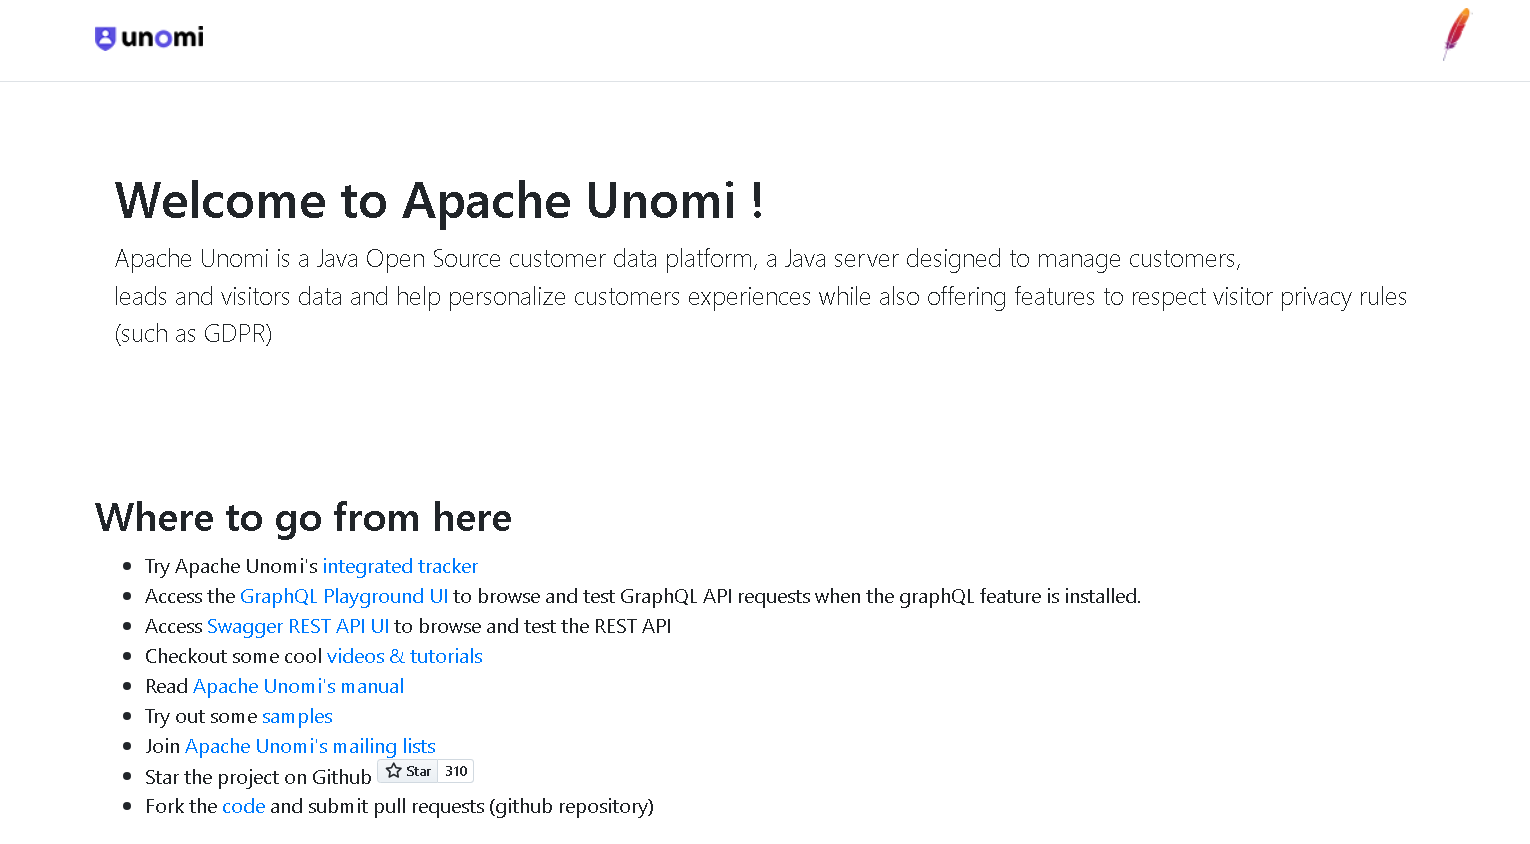 unomi
Welcome to Apache Unomi !
Apache Unomi is a Java Open Source customer data platform, a Java server designed to manage customers,
leads and visitors data and help personalize customers experiences while also offering features to respect visitor privacy rules
(such as GDPR)
Where to go from here
Try Apache Unomi's integrated tracker
Access the GraphQL Playground UI to browse and test GraphQL API requests when the graphQL feature is installed.
Access Swagger REST API UI to browse and test the REST API
Checkout some cool videos & tutorials
Read Apache Unomi's manual
Try out some samples
Join Apache Unomi's mailing lists
Star the project on Github Star 310
Fork the code and submit pull requests (github repository)